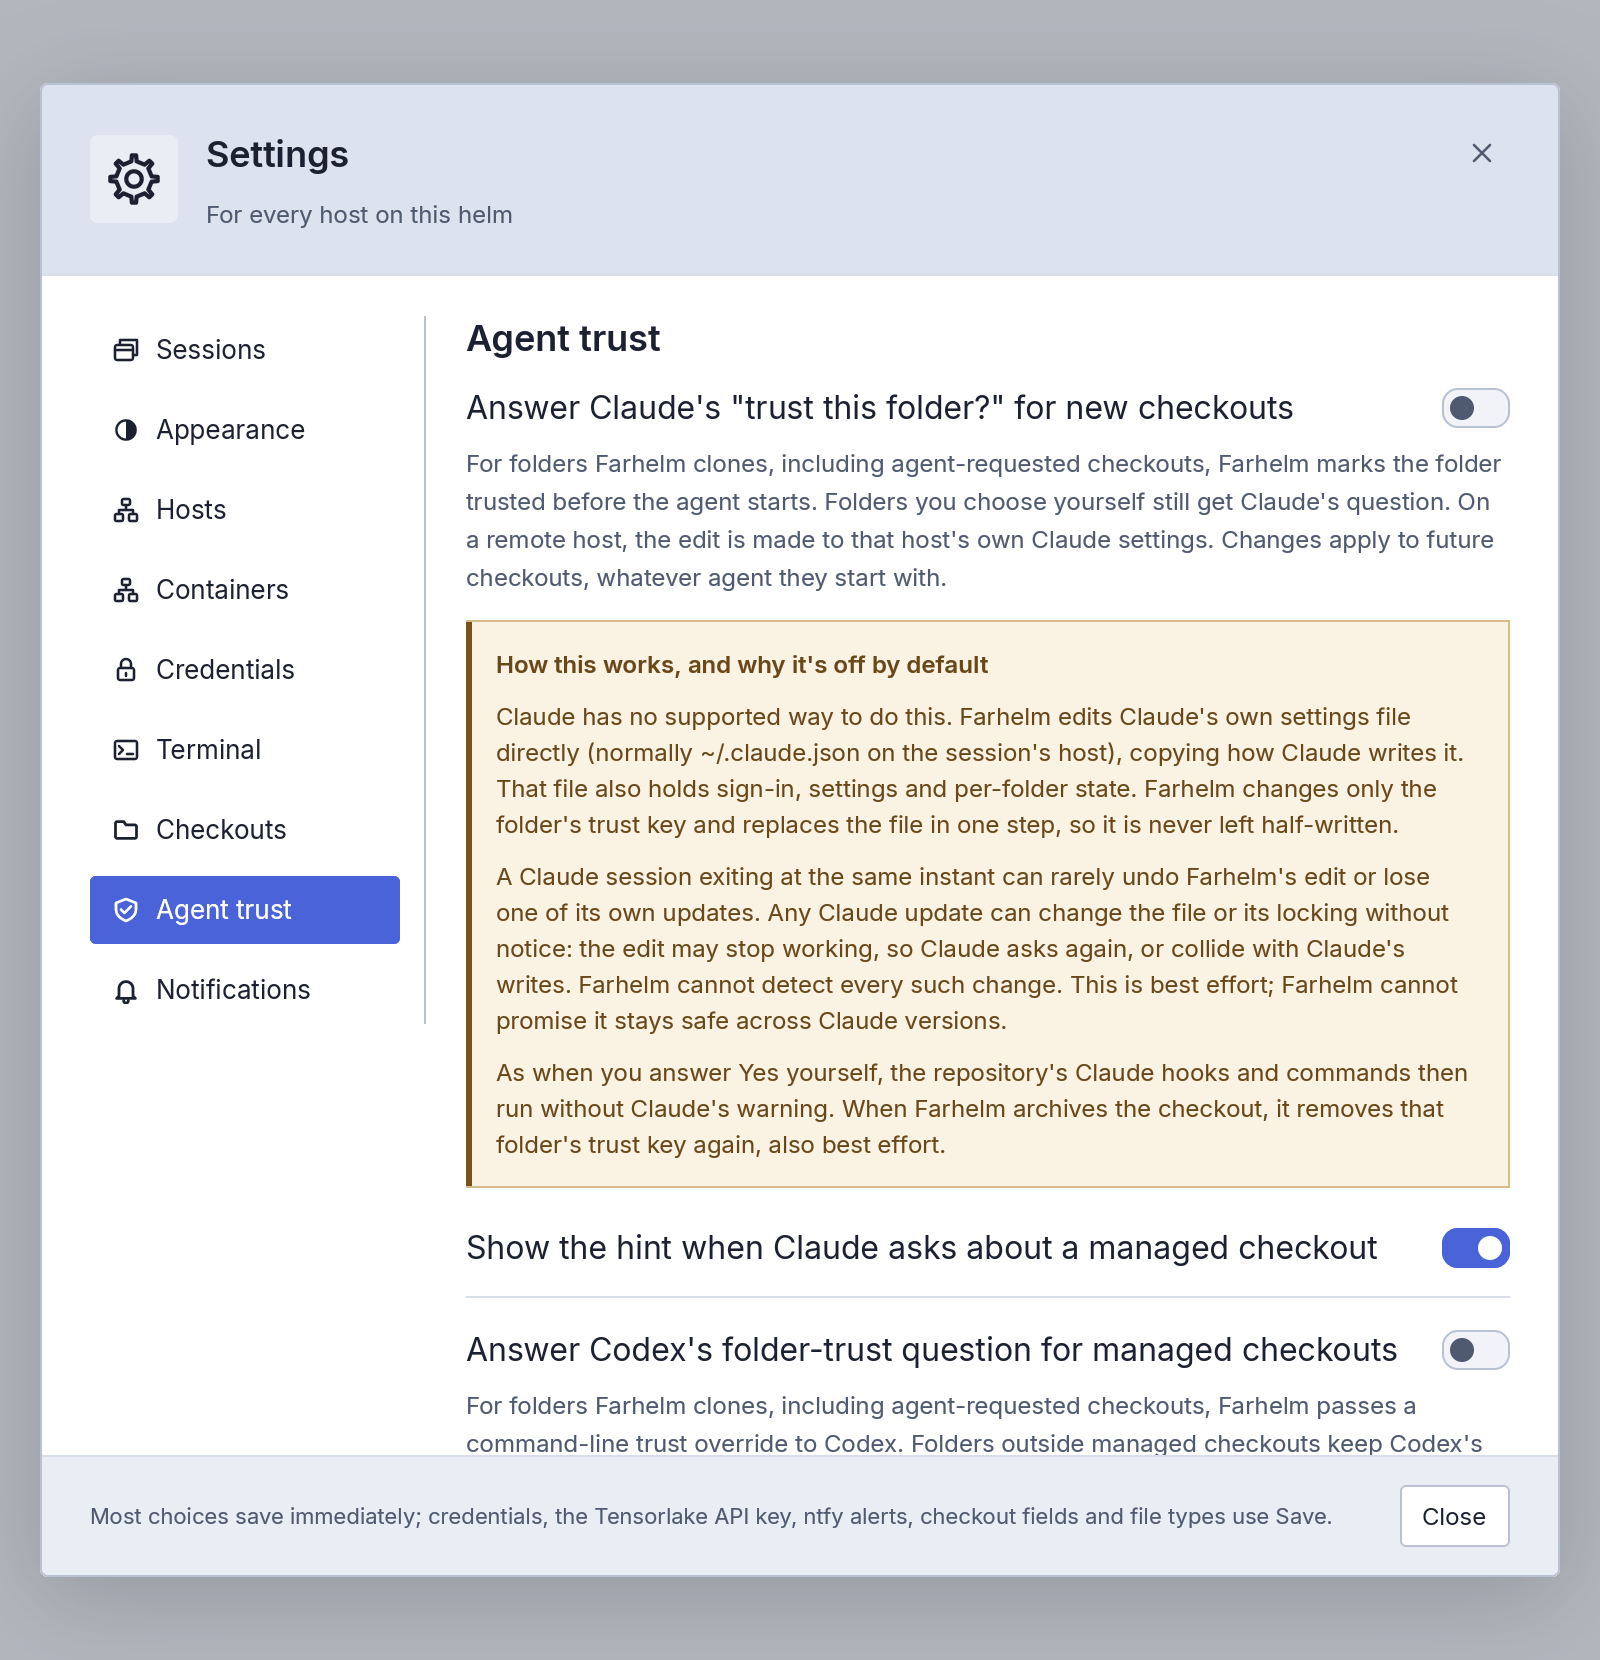 Settings
For every host on this helm
Sessions
Appearance
Hosts
Containers
Credentials
Terminal
Checkouts
Agent trust
Notifications
Agent trust
Answer Claude's "trust this folder?" for new checkouts
For folders Farhelm clones, including agent-requested checkouts, Farhelm marks the folder
trusted before the agent starts. Folders you choose yourself still get Claude's question. On
a remote host, the edit is made to that host's own Claude settings. Changes apply to future
checkouts, whatever agent they start with.
How this works, and why it's off by default
Claude has no supported way to do this. Farhelm edits Claude's own settings file
directly (normally ~/.claude.json on the session's host), copying how Claude writes it.
That file also holds sign-in, settings and per-folder state. Farhelm changes only the
folder's trust key and replaces the file in one step, so it is never left half-written.
A Claude session exiting at the same instant can rarely undo Farhelm's edit or lose
one of its own updates. Any Claude update can change the file or its locking without
notice: the edit may stop working, so Claude asks again, or collide with Claude's
writes. Farhelm cannot detect every such change. This is best effort; Farhelm cannot
promise it stays safe across Claude versions.
As when you answer Yes yourself, the repository's Claude hooks and commands then
run without Claude's warning. When Farhelm archives the checkout, it removes that
folder's trust key again, also best effort.
Show the hint when Claude asks about a managed checkout
Answer Codex's folder-trust question for managed checkouts
For folders Farhelm clones, including agent-requested checkouts, Farhelm passes a
command-line trust override to Codex. Folders outside managed checkouts keep Codex's
Most choices save immediately; credentials, the Tensorlake API key, ntfy alerts, checkout fields and file types use Save.
Close